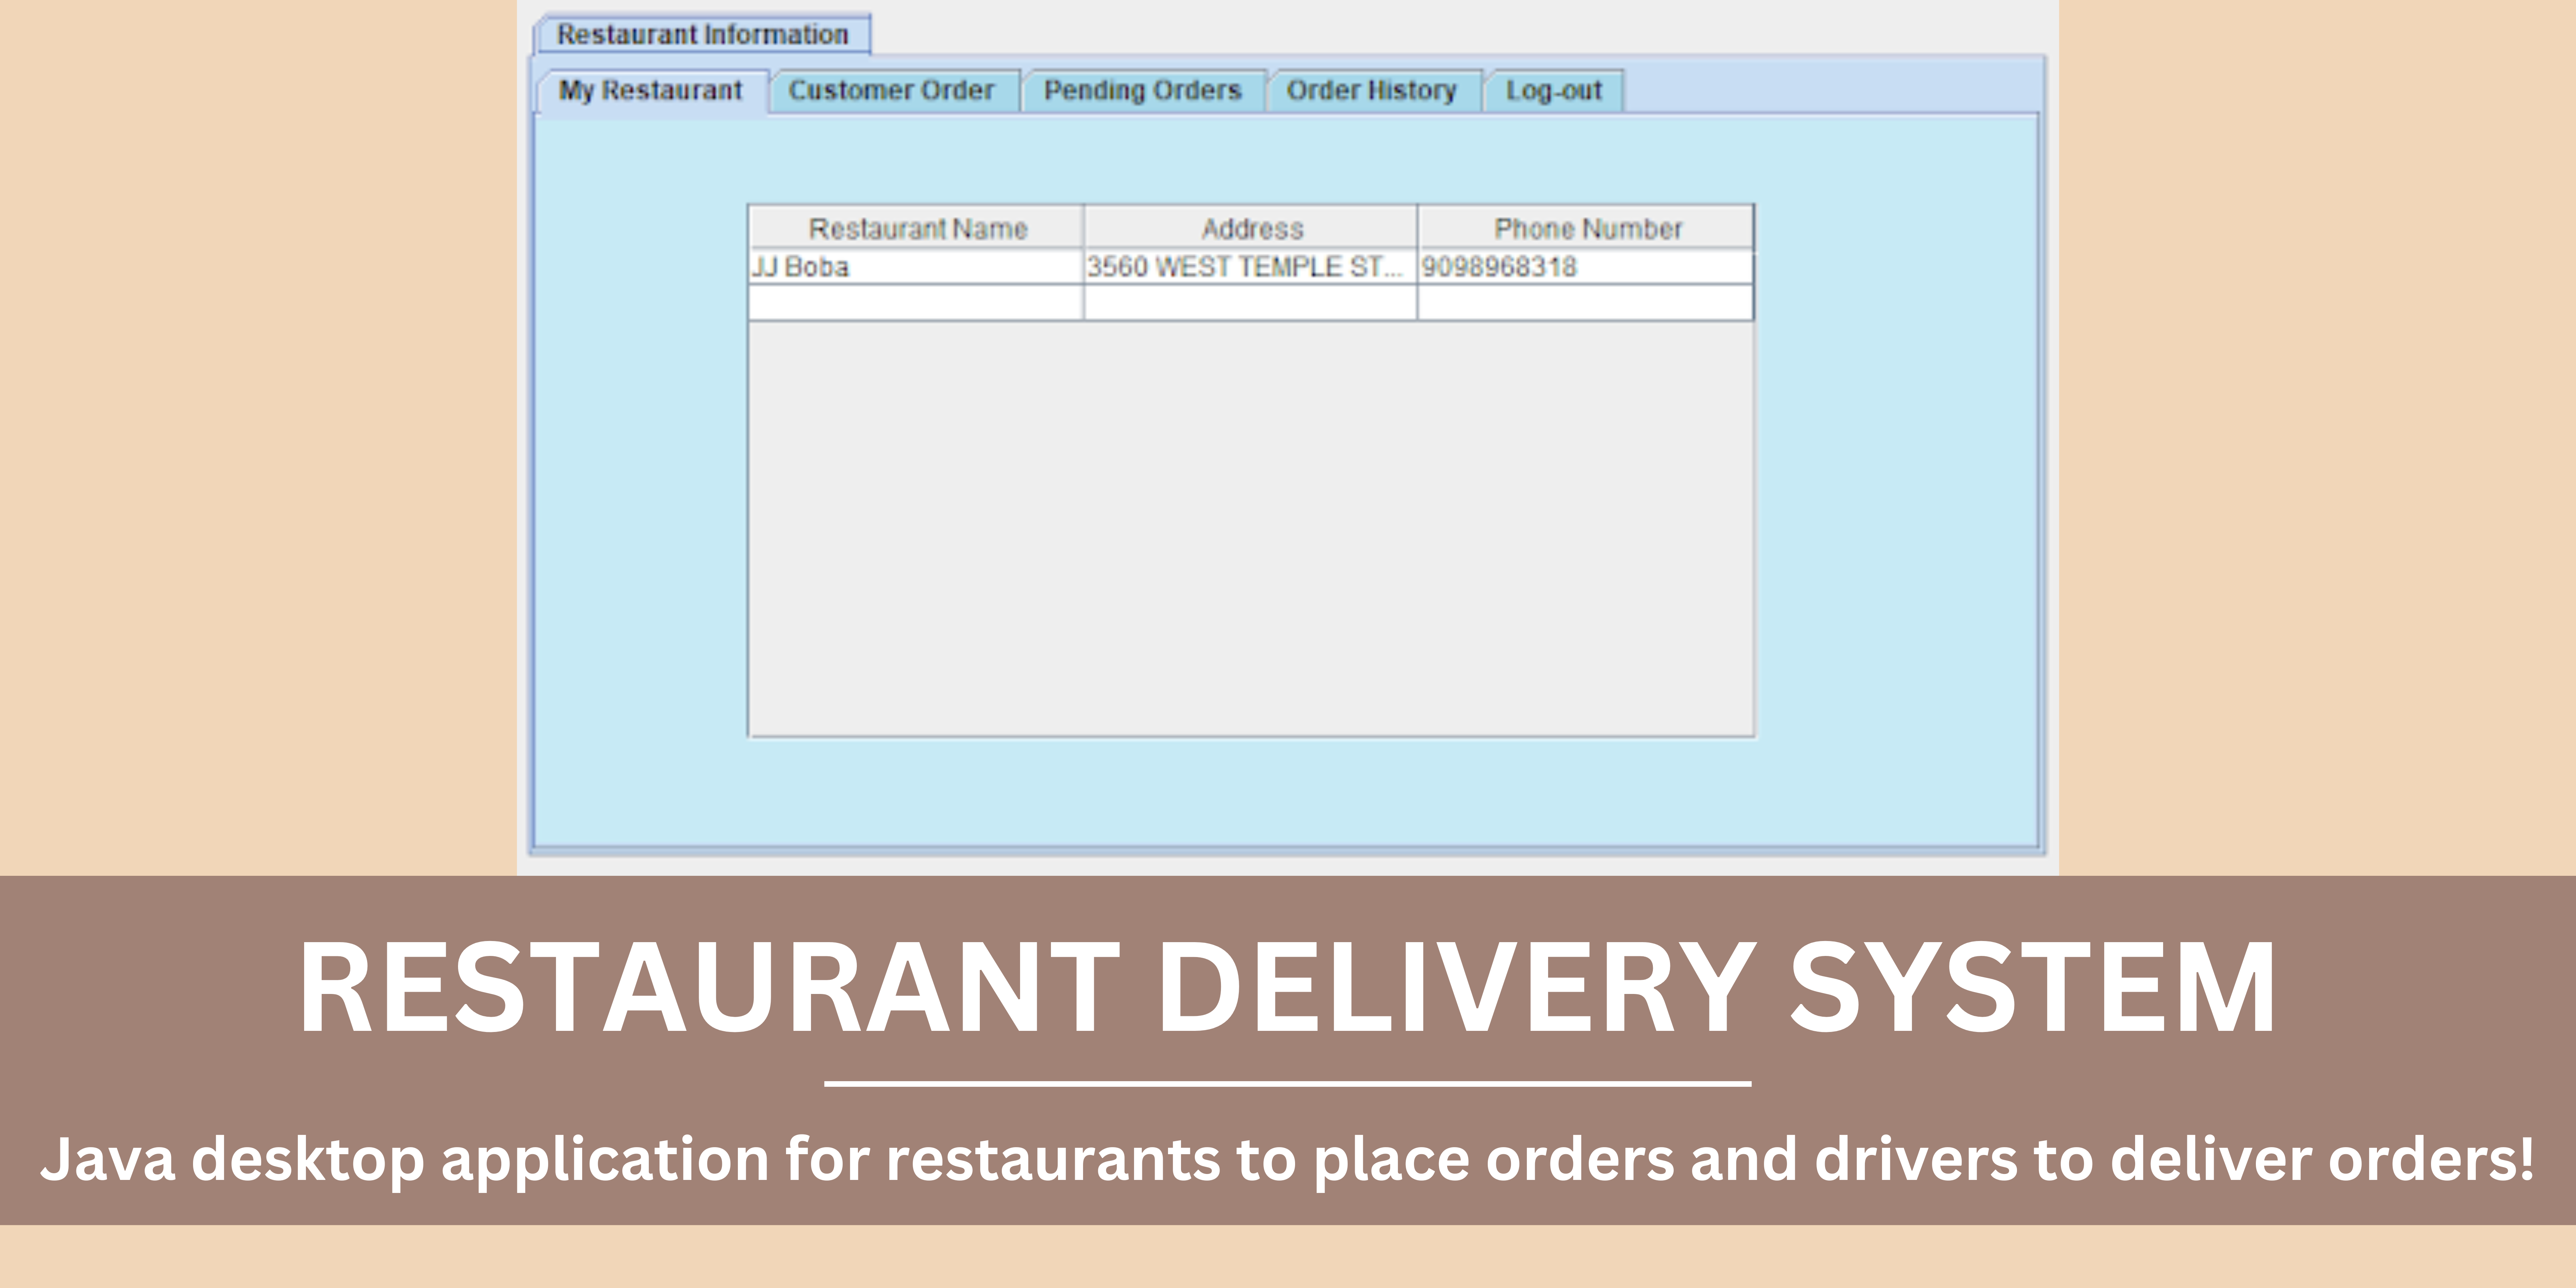 Restaurant Information
My Restaurant Customer Order Pending Orders Order History Log-out
Restaurant Name Address Phone Number
JJ Boba 3560 WEST TEMPLE ST... 9098968318
RESTAURANT DELIVERY SYSTEM
Java desktop application for restaurants to place orders and drivers to deliver orders!